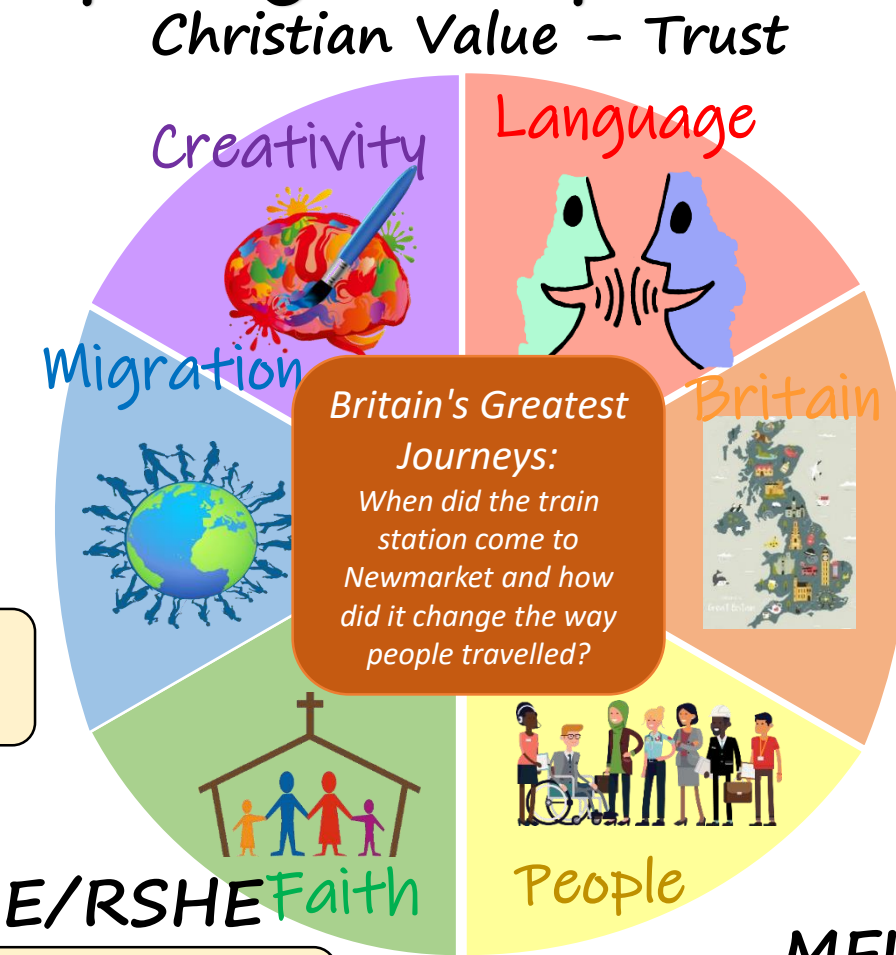 Christian Value – Trust
Creativity
Language
Migration
Britain
Britain's Greatest
Journeys:
When did the train
station come to
Newmarket and how
did it change the way
people travelled?
E/RSHE
Faith
People